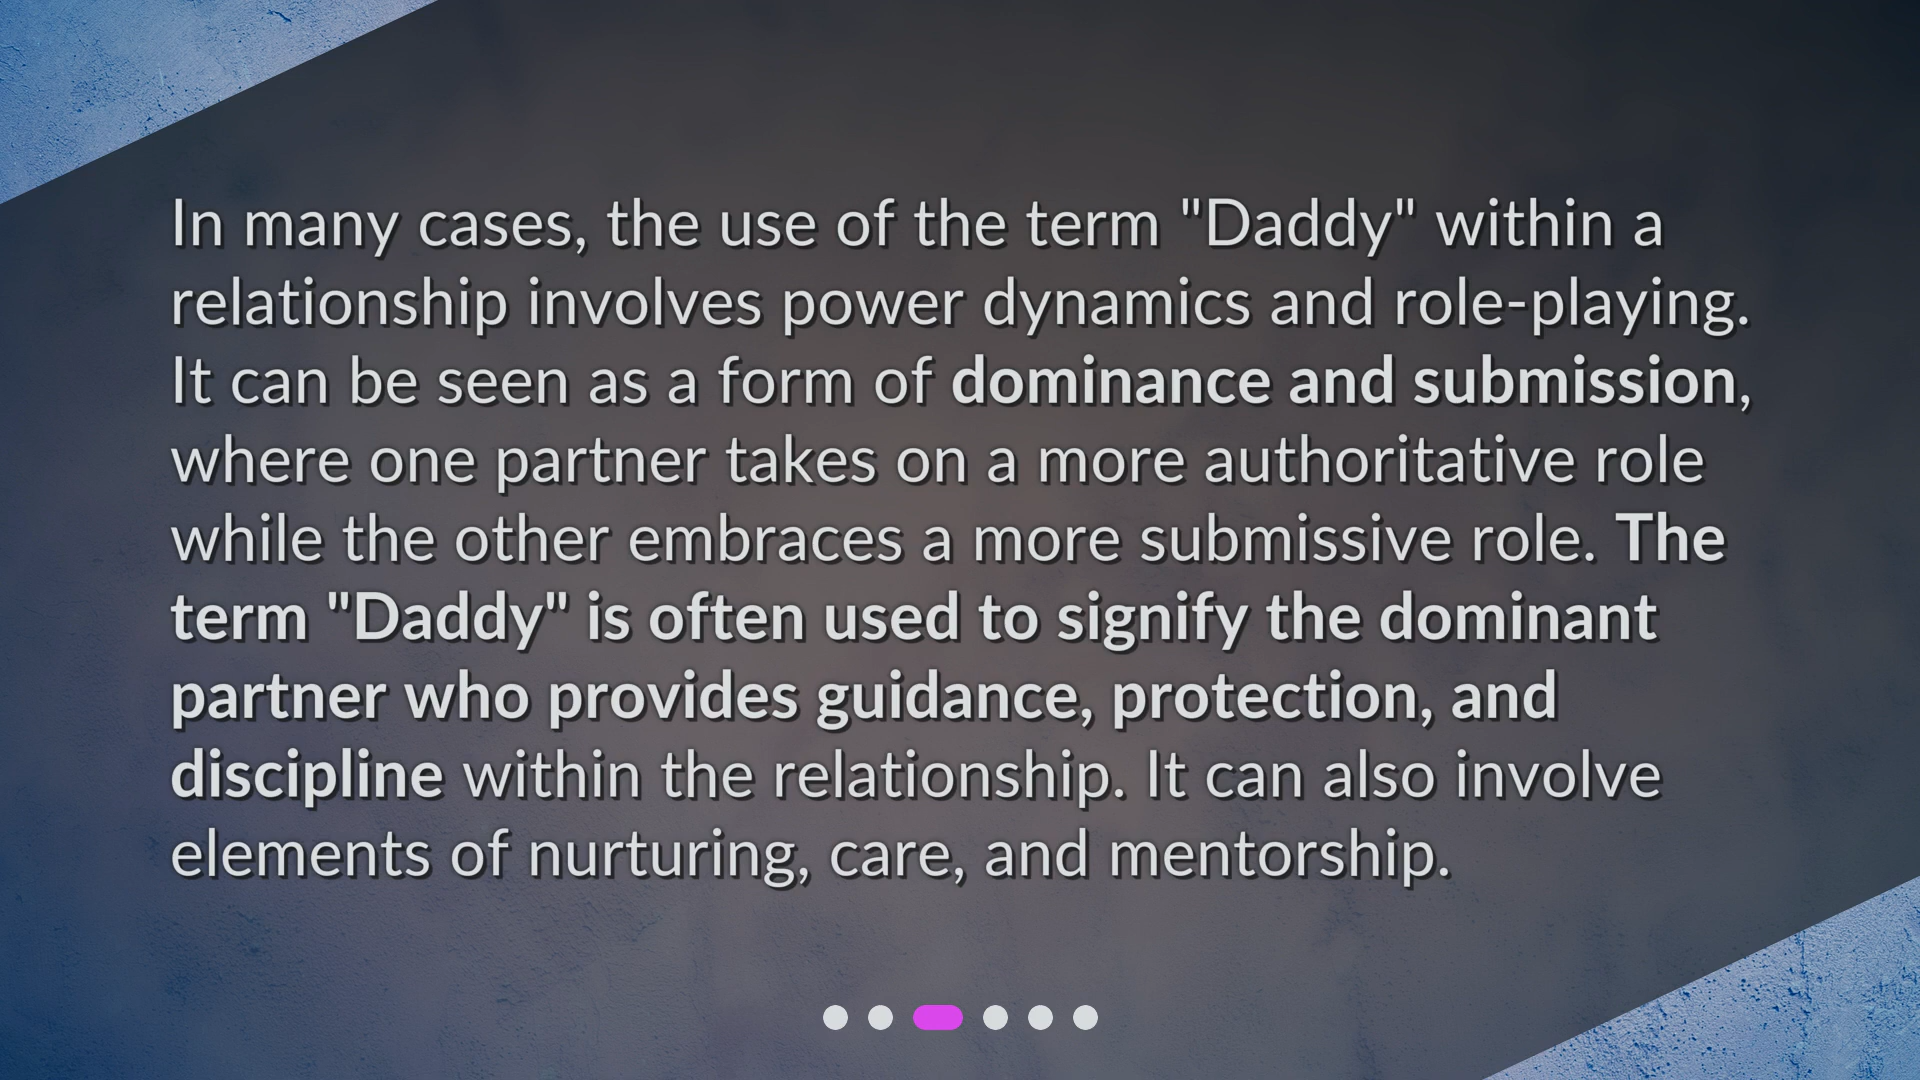 In many cases, the use of the term "Daddy" within a
relationship involves power dynamics and role-playing.
It can be seen as a form of dominance and submission,
where one partner takes on a more authoritative role
while the other embraces a more submissive role. The
term "Daddy" is often used to signify the dominant
partner who provides guidance, protection, and
discipline within the relationship. It can also involve
elements of nurturing, care, and mentorship.